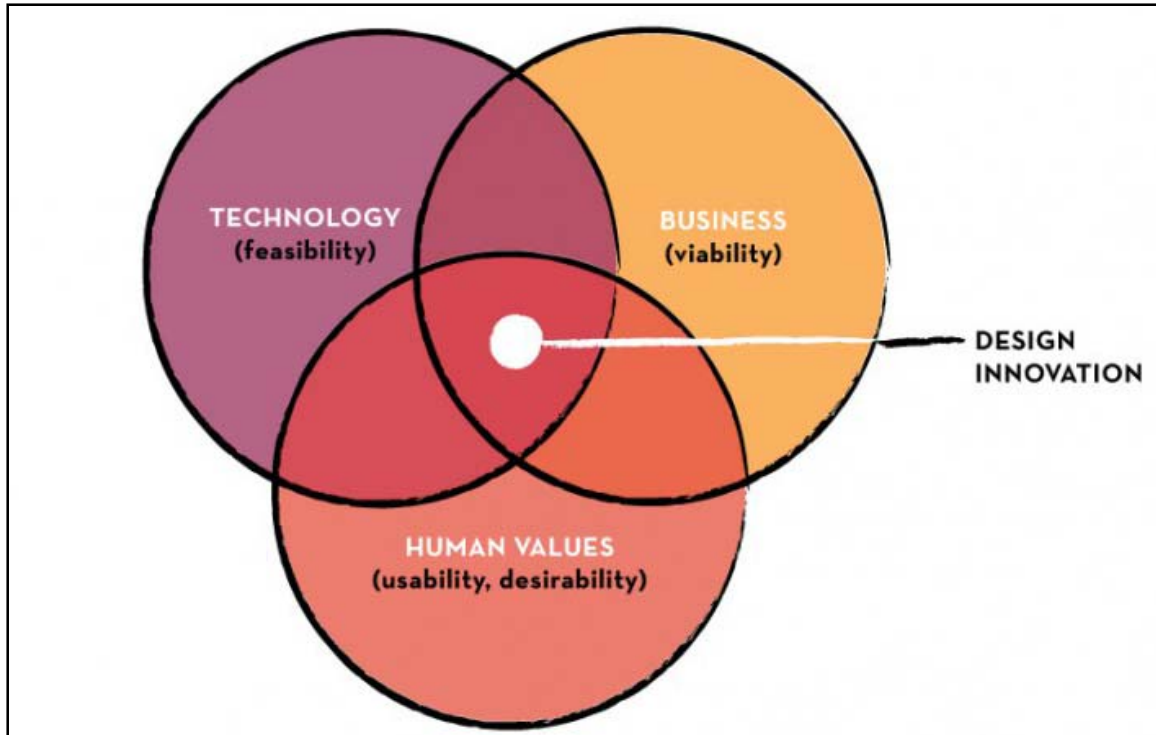 TECHNOLOGY
(feasibility)
BUSINESS
(viability)
DESIGN
INNOVATION
HUMAN VALUES
(usability, desirability)